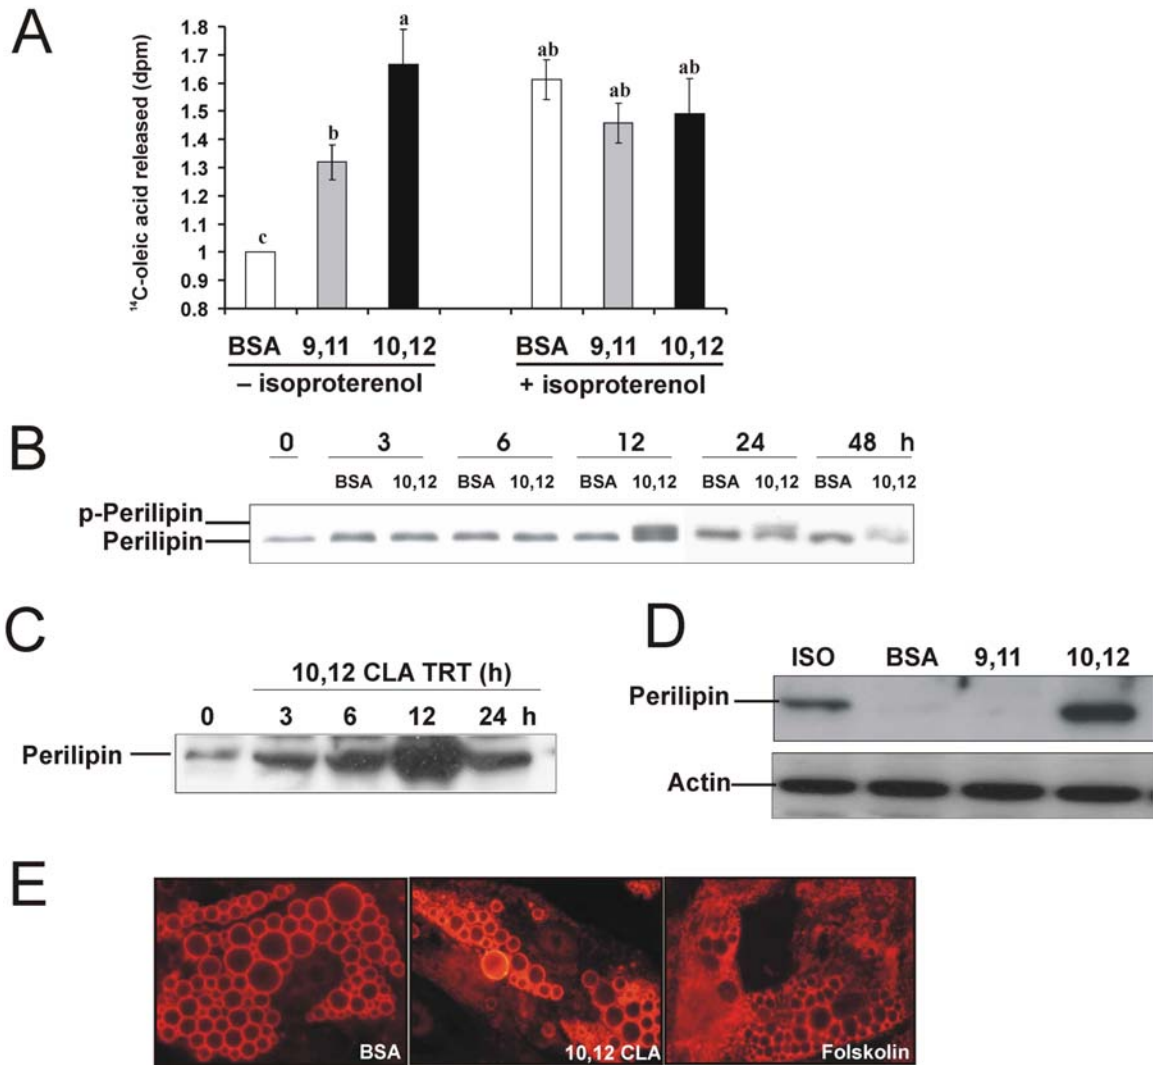 A
¹⁴C-oleic acid released (dpm)
1.8
1.7
1.6
1.5
1.4
1.3
1.2
1.1
1
0.9
0.8
c
b
a
ab
ab
ab
BSA 9,11 10,12 BSA 9,11 10,12
– isoproterenol + isoproterenol
B
0 3 6 12 24 48 h
BSA 10,12 BSA 10,12 BSA 10,12 BSA 10,12 BSA 10,12
p-Perilipin
Perilipin
C
10,12 CLA TRT (h)
0 3 6 12 24 h
Perilipin
D
ISO BSA 9,11 10,12
Perilipin
Actin
E
BSA
10,12 CLA
Folskolin